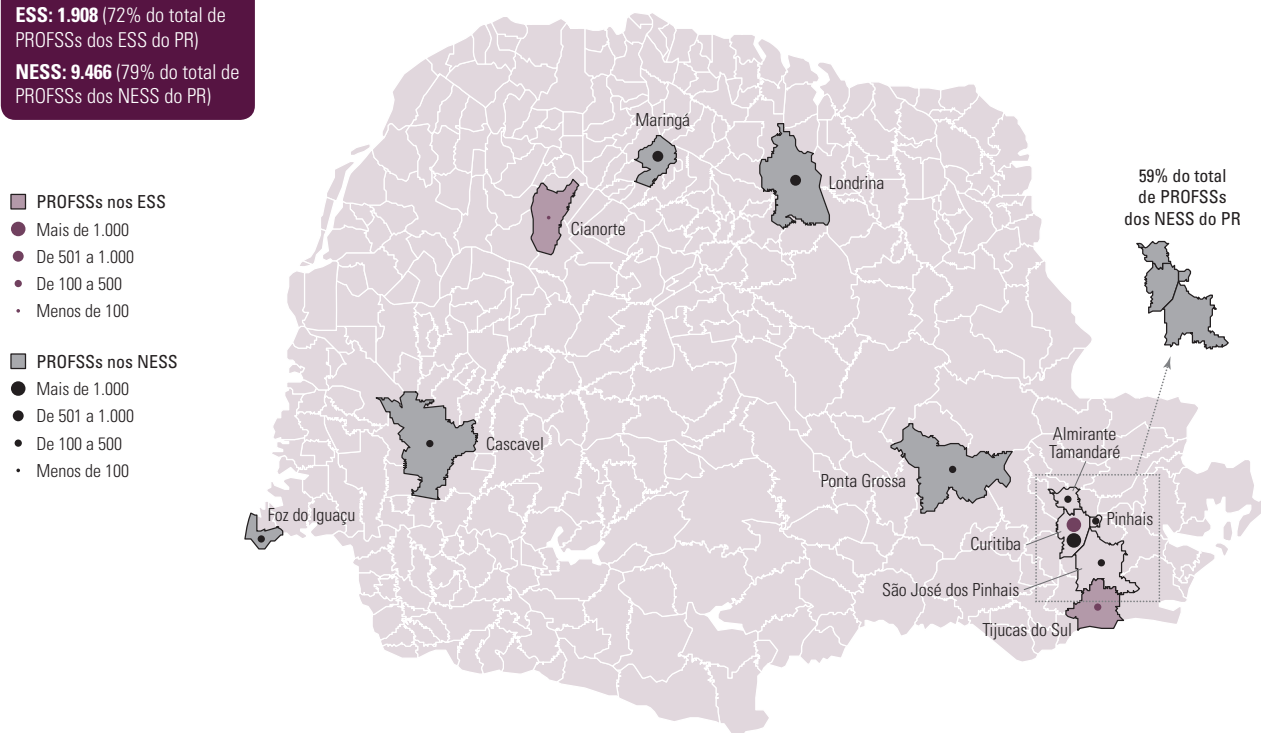 ESS: 1.908 (72% do total de
PROFSSs dos ESS do PR)
NESS: 9.466 (79% do total de
PROFSSs dos NESS do PR)
PROFSSs nos ESS
Mais de 1.000
De 501 a 1.000
De 100 a 500
Menos de 100
PROFSSs nos NESS
Mais de 1.000
De 501 a 1.000
De 100 a 500
Menos de 100
Maringá
Londrina
Cianorte
59% do total
de PROFSSs
dos NESS do PR
Cascavel
Foz do Iguaçu
Ponta Grossa
Almirante
Tamandaré
Pinhais
Curitiba
São José dos Pinhais
Tijucas do Sul